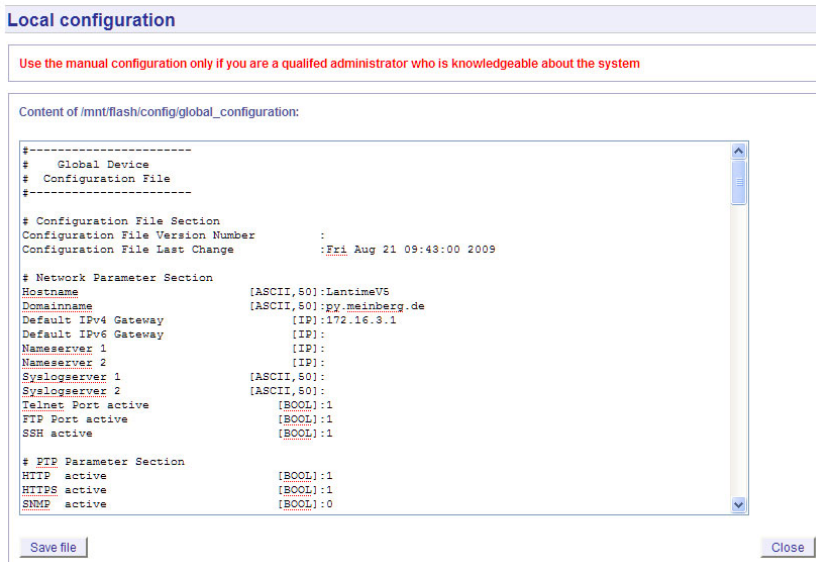 Local configuration
Use the manual configuration only if you are a qualifed administrator who is knowledgeable about the system
Content of /mnt/flash/config/global_configuration:
#-----------------------
#    Global Device
#  Configuration File
#-----------------------
# Configuration File Section
Configuration File Version Number         :
Configuration File Last Change            :Fri Aug 21 09:43:00 2009
# Network Parameter Section
Hostname                        [ASCII,50]:LantimeV5
Domainname                      [ASCII,50]:py.meinberg.de
Default IPv4 Gateway                  [IP]:172.16.3.1
Default IPv6 Gateway                  [IP]:
Nameserver 1                          [IP]:
Nameserver 2                          [IP]:
Syslogserver 1                  [ASCII,50]:
Syslogserver 2                  [ASCII,50]:
Telnet Port active                  [BOOL]:1
FTP Port active                     [BOOL]:1
SSH active                          [BOOL]:1
# PTP Parameter Section
HTTP  active                        [BOOL]:1
HTTPS active                        [BOOL]:1
SNMP  active                        [BOOL]:0
Save file
Close